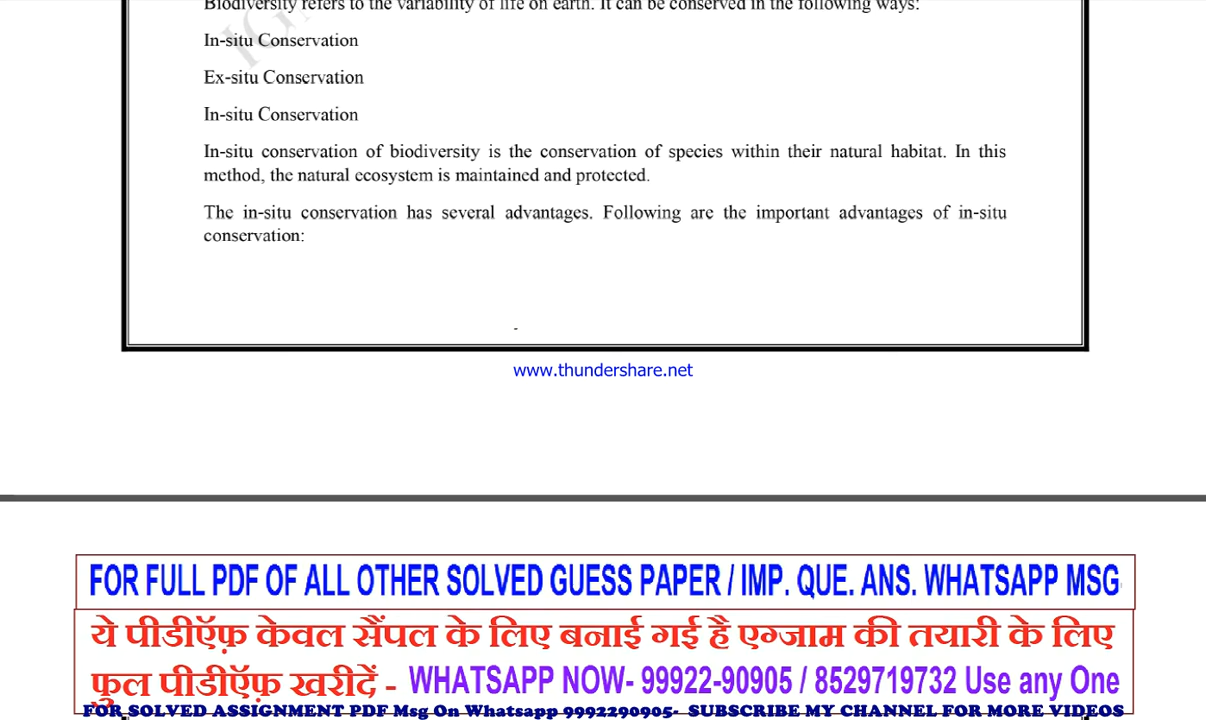 Biodiversity refers to the variability of life on earth. It can be conserved in the following ways:
In-situ Conservation
Ex-situ Conservation
In-situ Conservation
In-situ conservation of biodiversity is the conservation of species within their natural habitat. In this
method, the natural ecosystem is maintained and protected.
The in-situ conservation has several advantages. Following are the important advantages of in-situ
conservation:
-
www.thundershare.net
FOR FULL PDF OF ALL OTHER SOLVED GUESS PAPER / IMP. QUE. ANS. WHATSAPP MSG
ये पीडीऍफ़ केवल सैंपल के लिए बनाई गई है एग्जाम की तयारी के लिए
फुल पीडीऍफ़ खरीदें - WHATSAPP NOW- 99922-90905 / 8529719732 Use any One
FOR SOLVED ASSIGNMENT PDF Msg On Whatsapp 9992290905- SUBSCRIBE MY CHANNEL FOR MORE VIDEOS